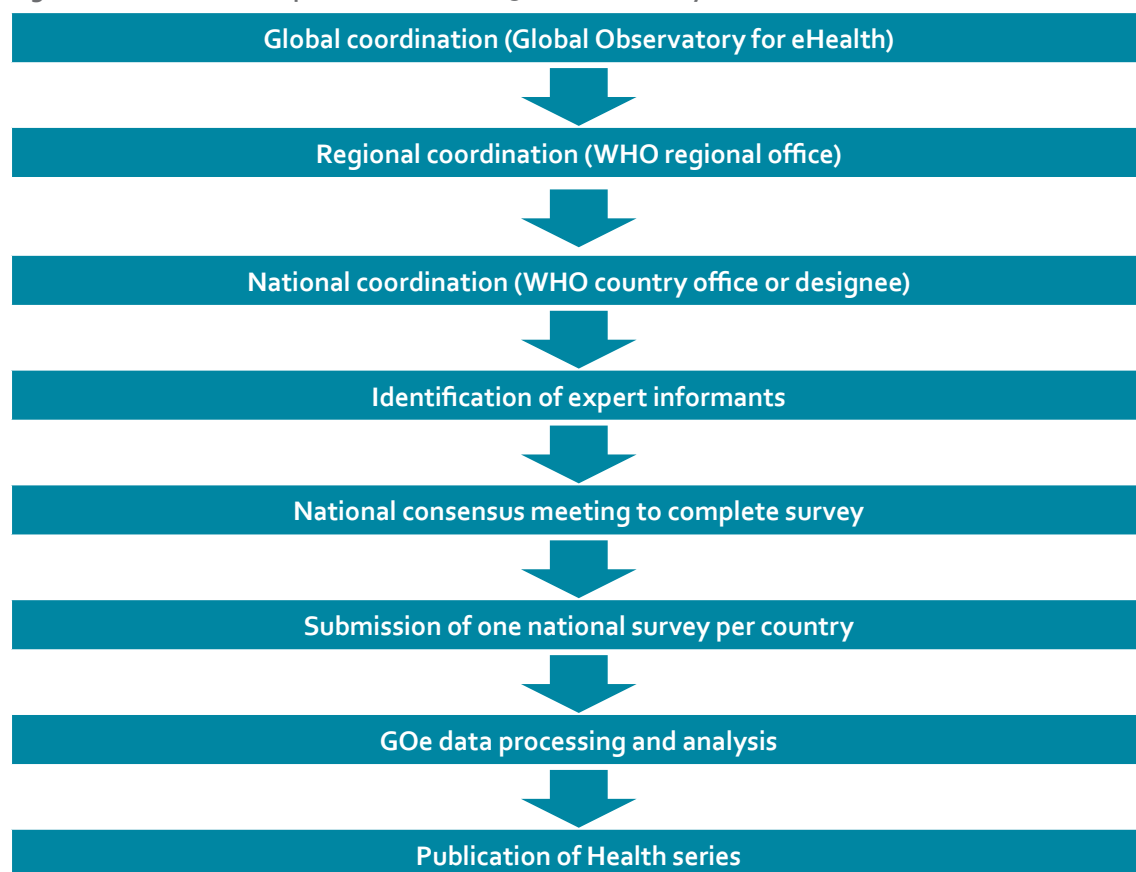 Global coordination (Global Observatory for eHealth)
Regional coordination (WHO regional office)
National coordination (WHO country office or designee)
Identification of expert informants
National consensus meeting to complete survey
Submission of one national survey per country
GOe data processing and analysis
Publication of Health series